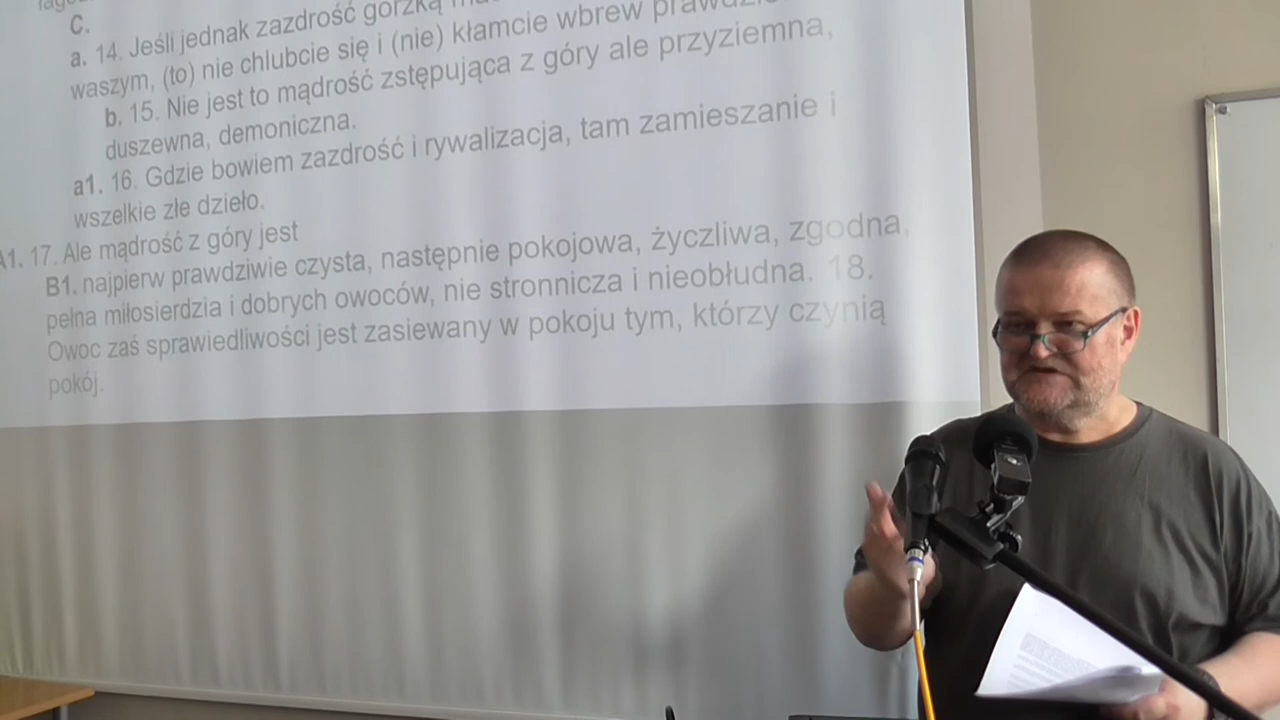 C.
a. 14. Jeśli jednak zazdrość gorzką
waszym, (to) nie chlubcie się i (nie) kłamcie wbrew
b. 15. Nie jest to mądrość zstępująca z góry ale przyziemna,
duszewna, demoniczna.
a1. 16. Gdzie bowiem zazdrość i rywalizacja, tam zamieszanie i
wszelkie złe dzieło.
A1. 17. Ale mądrość z góry jest
B1. najpierw prawdziwie czysta, następnie pokojowa, życzliwa, zgodna,
pełna miłosierdzia i dobrych owoców, nie stronnicza i nieobłudna. 18.
Owoc zaś sprawiedliwości jest zasiewany w pokoju tym, którzy czynią
pokój.